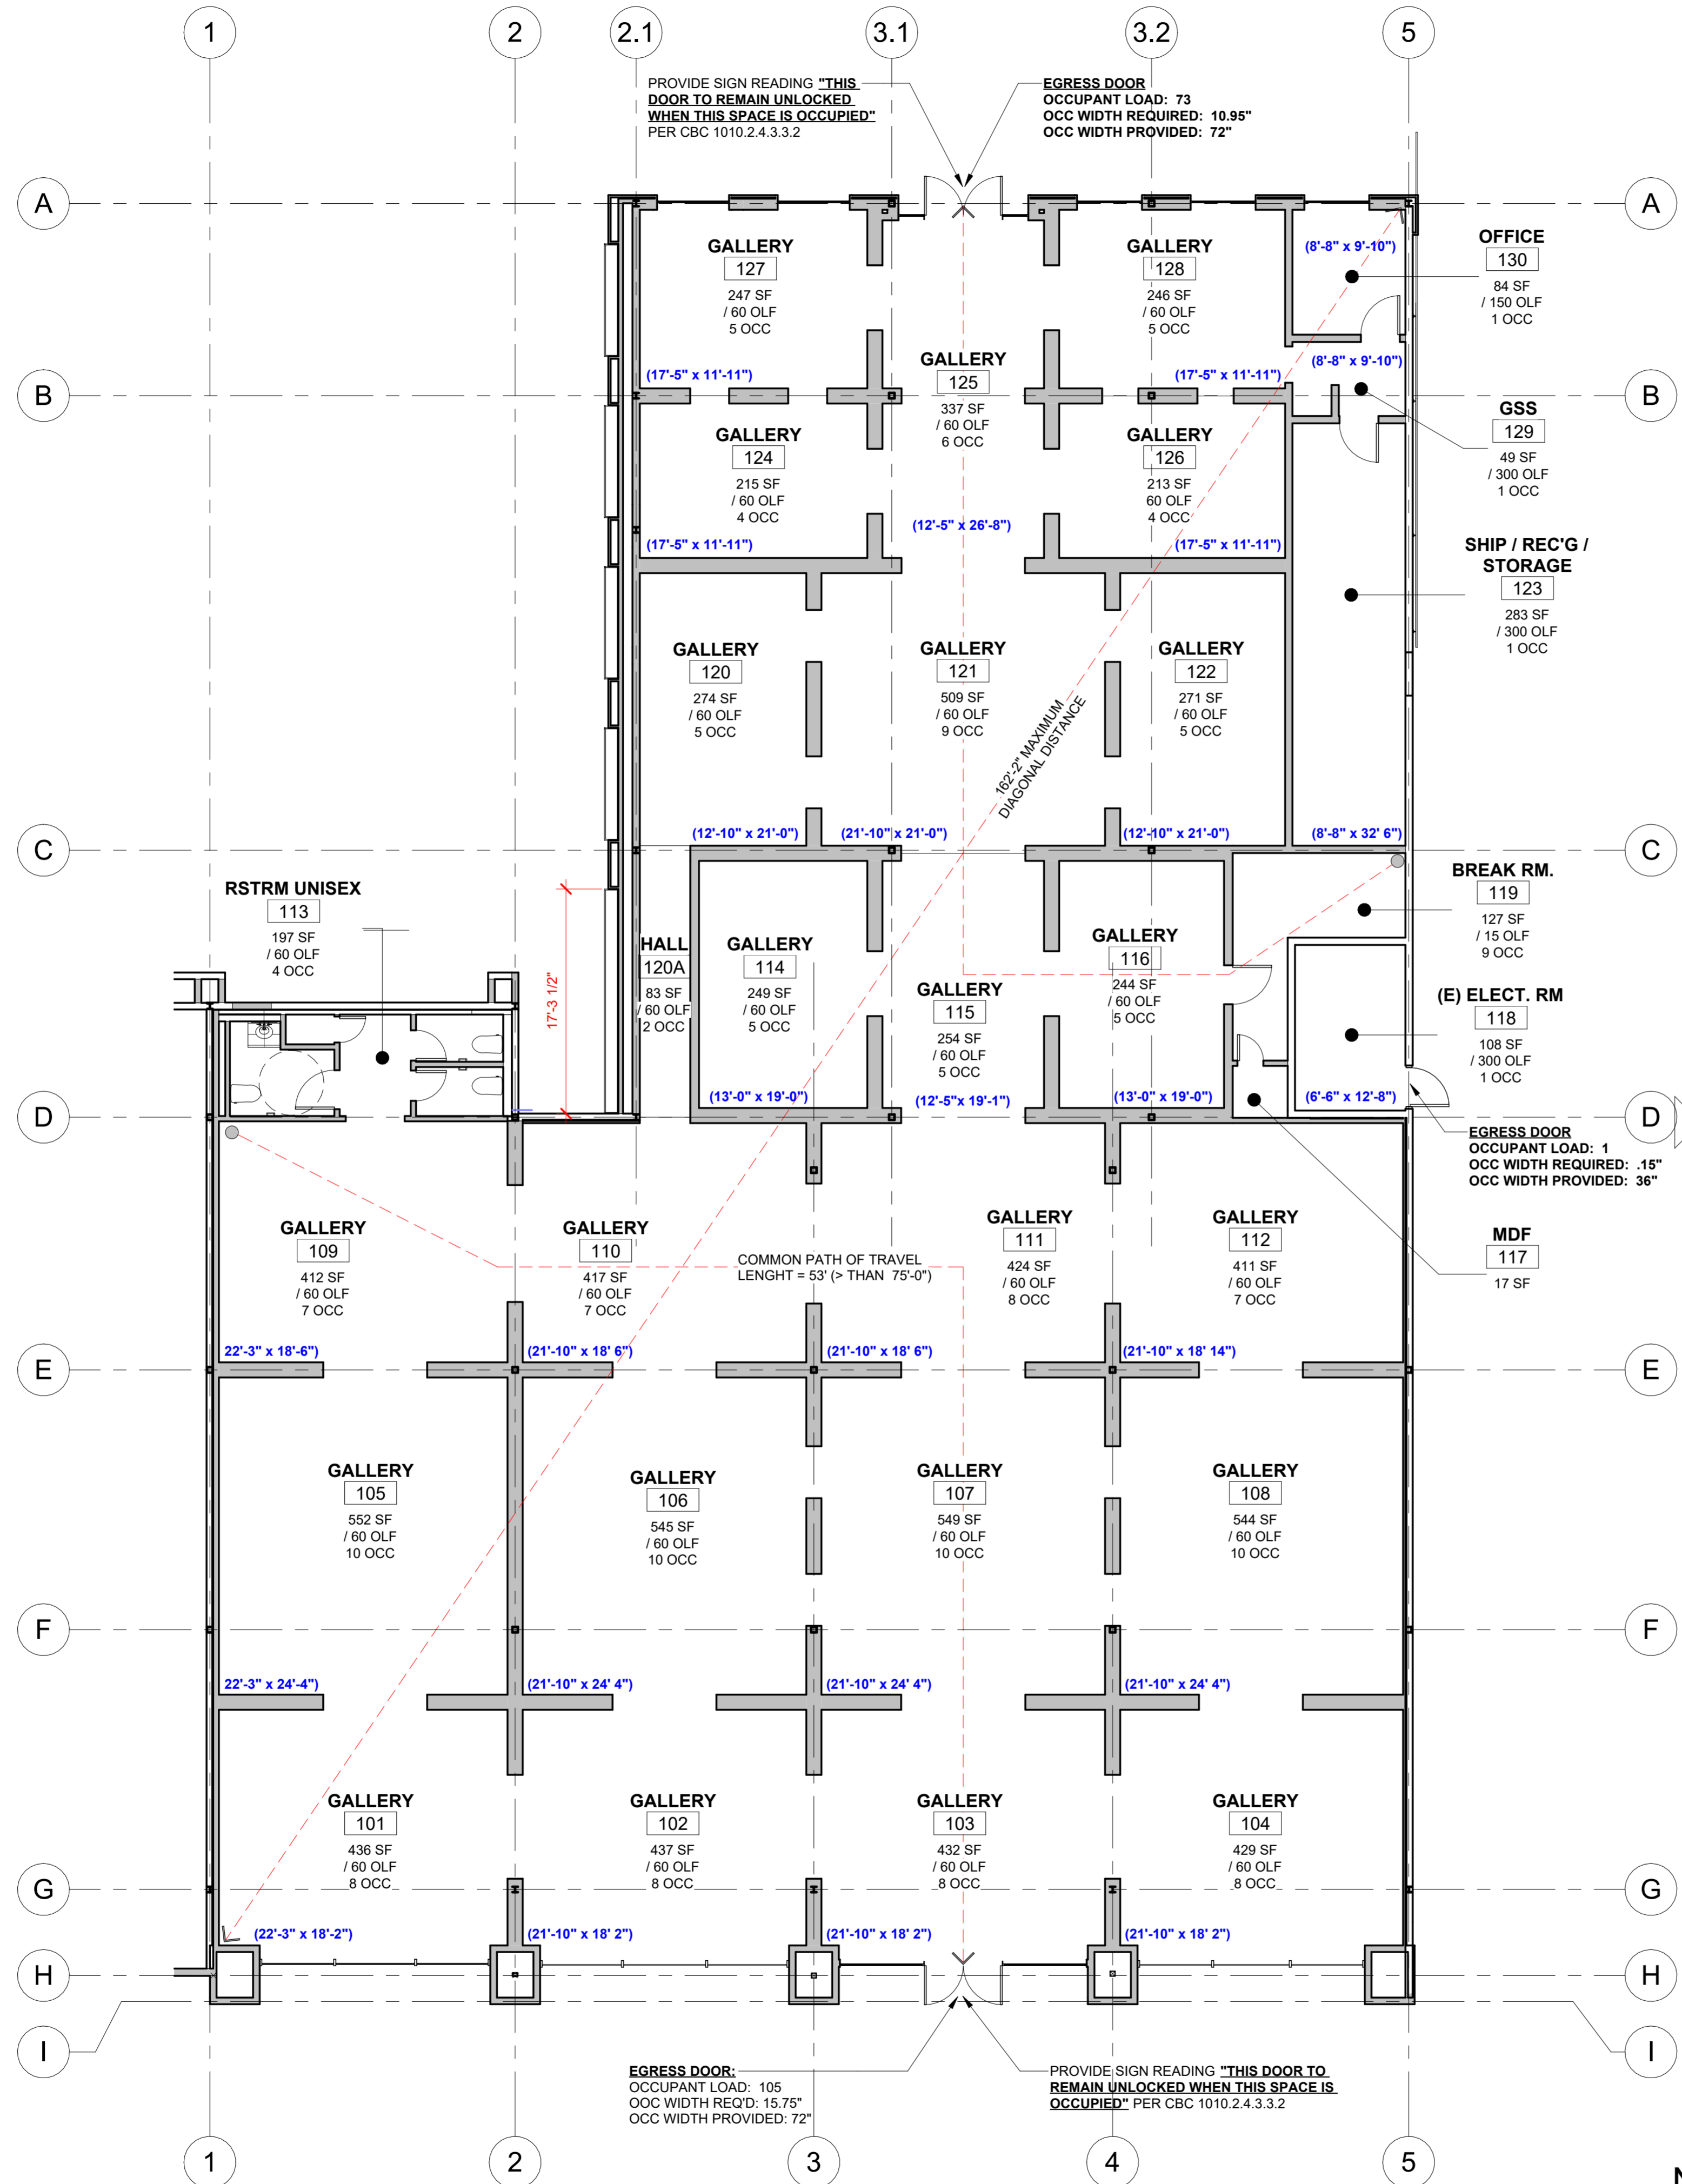 1
2
2.1
3.1
3.2
5
PROVIDE SIGN READING "THIS
DOOR TO REMAIN UNLOCKED
WHEN THIS SPACE IS OCCUPIED"
PER CBC 1010.2.4.3.3.2
EGRESS DOOR
OCCUPANT LOAD: 73
OCC WIDTH REQUIRED: 10.95"
OCC WIDTH PROVIDED: 72"
A
A
GALLERY
127
247 SF
/ 60 OLF
5 OCC
(17'-5" x 11'-11")
GALLERY
128
246 SF
/ 60 OLF
5 OCC
(17'-5" x 11'-11")
(8'-8" x 9'-10")
OFFICE
130
84 SF
/ 150 OLF
1 OCC
(8'-8" x 9'-10")
GALLERY
125
337 SF
/ 60 OLF
6 OCC
(12'-5" x 26'-8")
B
B
GSS
129
49 SF
/ 300 OLF
1 OCC
GALLERY
124
215 SF
/ 60 OLF
4 OCC
(17'-5" x 11'-11")
GALLERY
126
213 SF
60 OLF
4 OCC
(17'-5" x 11'-11")
SHIP / REC'G /
STORAGE
123
283 SF
/ 300 OLF
1 OCC
GALLERY
120
274 SF
/ 60 OLF
5 OCC
(12'-10" x 21'-0")
GALLERY
121
509 SF
/ 60 OLF
9 OCC
(21'-10" x 21'-0")
GALLERY
122
271 SF
/ 60 OLF
5 OCC
(12'-10" x 21'-0")
162'-2" MAXIMUM
DIAGONAL DISTANCE
(8'-8" x 32' 6")
C
C
RSTRM UNISEX
113
197 SF
/ 60 OLF
4 OCC
17'-3 1/2"
HALL
120A
83 SF
/ 60 OLF
2 OCC
GALLERY
114
249 SF
/ 60 OLF
5 OCC
(13'-0" x 19'-0")
GALLERY
115
254 SF
/ 60 OLF
5 OCC
(12'-5"x 19'-1")
GALLERY
116
244 SF
/ 60 OLF
5 OCC
(13'-0" x 19'-0")
BREAK RM.
119
127 SF
/ 15 OLF
9 OCC
(E) ELECT. RM
118
108 SF
/ 300 OLF
1 OCC
(6'-6" x 12'-8")
D
D
EGRESS DOOR
OCCUPANT LOAD: 1
OCC WIDTH REQUIRED: .15"
OCC WIDTH PROVIDED: 36"
MDF
117
17 SF
GALLERY
109
412 SF
/ 60 OLF
7 OCC
22'-3" x 18'-6")
GALLERY
110
417 SF
/ 60 OLF
7 OCC
(21'-10" x 18' 6")
COMMON PATH OF TRAVEL
LENGHT = 53' (> THAN 75'-0")
GALLERY
111
424 SF
/ 60 OLF
8 OCC
(21'-10" x 18' 6")
GALLERY
112
411 SF
/ 60 OLF
7 OCC
(21'-10" x 18' 14")
E
E
GALLERY
105
552 SF
/ 60 OLF
10 OCC
22'-3" x 24'-4")
GALLERY
106
545 SF
/ 60 OLF
10 OCC
(21'-10" x 24' 4")
GALLERY
107
549 SF
/ 60 OLF
10 OCC
(21'-10" x 24' 4")
GALLERY
108
544 SF
/ 60 OLF
10 OCC
(21'-10" x 24' 4")
F
F
GALLERY
101
436 SF
/ 60 OLF
8 OCC
(22'-3" x 18'-2")
GALLERY
102
437 SF
/ 60 OLF
8 OCC
(21'-10" x 18' 2")
GALLERY
103
432 SF
/ 60 OLF
8 OCC
(21'-10" x 18' 2")
GALLERY
104
429 SF
/ 60 OLF
8 OCC
(21'-10" x 18' 2")
G
G
H
H
I
I
EGRESS DOOR:
OCCUPANT LOAD: 105
OOC WIDTH REQ'D: 15.75"
OCC WIDTH PROVIDED: 72"
PROVIDE SIGN READING "THIS DOOR TO
REMAIN UNLOCKED WHEN THIS SPACE IS
OCCUPIED" PER CBC 1010.2.4.3.3.2
1
2
3
4
5